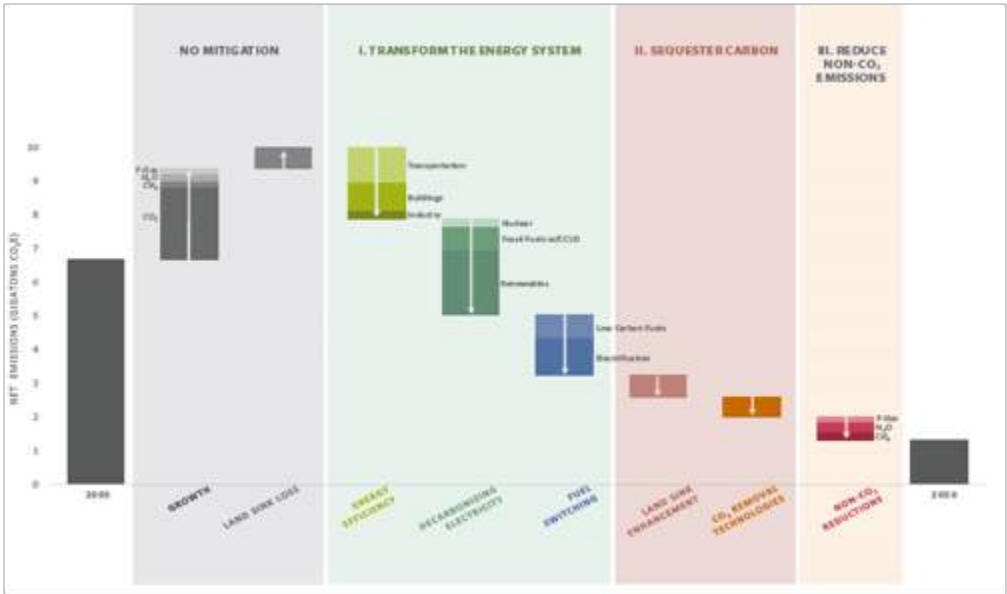 NO MITIGATION
I. TRANSFORM THE ENERGY SYSTEM
II. SEQUESTER CARBON
III. REDUCE
NON-CO₂
EMISSIONS
NET EMISSIONS (GIGATONS CO₂E)
10
9
8
7
6
5
4
3
2
1
0
N₂O
CH₄
CO₂
Transportation
Buildings
Industry
Nuclear
Fossil Fuels w/CCUS
Renewables
Low Carbon Fuels
Electrification
F-Gas
N₂O
CH₄
2005
GROWTH
LAND SINK LOSS
ENERGY
EFFICIENCY
DECARBONIZING
ELECTRICITY
FUEL
SWITCHING
LAND SINK
ENHANCEMENT
CO₂ REMOVAL
TECHNOLOGIES
NON-CO₂
REDUCTIONS
2050